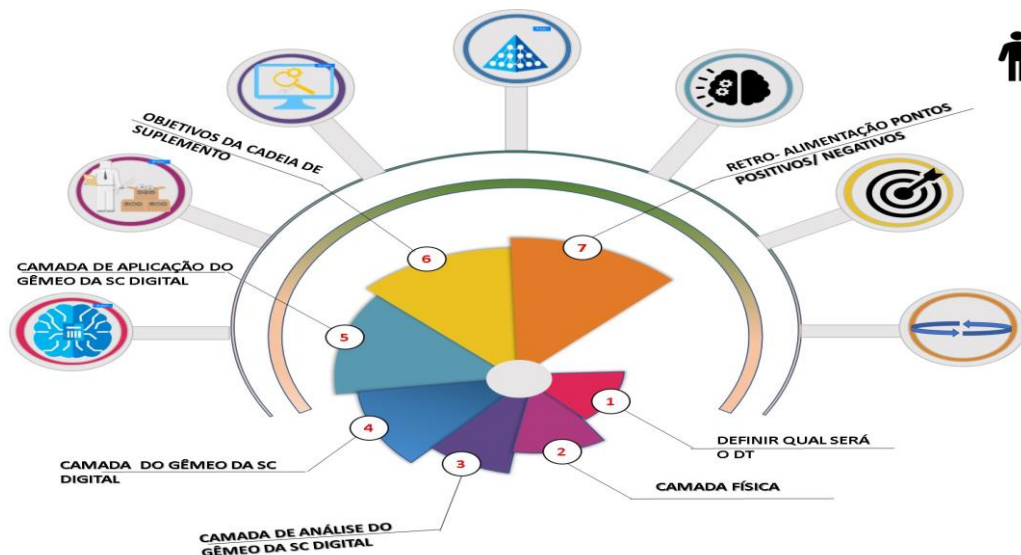 OBJETIVOS DA CADEIA DE
SUPLEMENTO
RETRO- ALIMENTAÇÃO PONTOS
POSITIVOS/ NEGATIVOS
7
6
CAMADA DE APLICAÇÃO DO
GÊMEO DA SC DIGITAL
5
1
4
DEFINIR QUAL SERÁ
O DT
2
3
CAMADA DO GÊMEO DA SC
DIGITAL
CAMADA FÍSICA
CAMADA DE ANÁLISE DO
GÊMEO DA SC DIGITAL